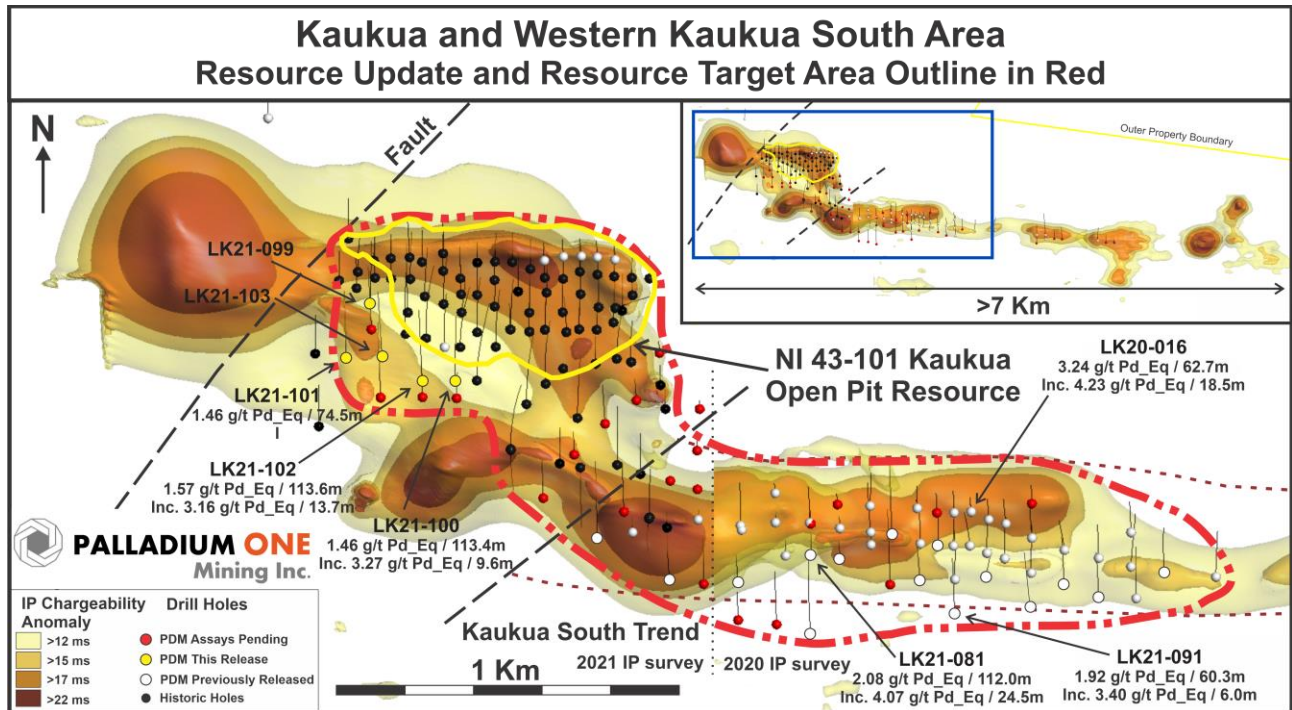 Kaukua and Western Kaukua South Area
Resource Update and Resource Target Area Outline in Red
N
Fault
Outer Property Boundary
>7 Km
LK21-099
LK21-103
LK21-101
1.46 g/t Pd_Eq / 74.5m
LK21-102
1.57 g/t Pd_Eq / 113.6m
Inc. 3.16 g/t Pd_Eq / 13.7m
LK21-100
1.46 g/t Pd_Eq / 113.4m
Inc. 3.27 g/t Pd_Eq / 9.6m
NI 43-101 Kaukua
Open Pit Resource
LK20-016
3.24 g/t Pd_Eq / 62.7m
Inc. 4.23 g/t Pd_Eq / 18.5m
PALLADIUM ONE
Mining Inc.
IP Chargeability
Anomaly
>12 ms
>15 ms
>17 ms
>22 ms
Drill Holes
PDM Assays Pending
PDM This Release
PDM Previously Released
Historic Holes
Kaukua South Trend
2021 IP survey
2020 IP survey
1 Km
LK21-081
2.08 g/t Pd_Eq / 112.0m
Inc. 4.07 g/t Pd_Eq / 24.5m
LK21-091
1.92 g/t Pd_Eq / 60.3m
Inc. 3.40 g/t Pd_Eq / 6.0m